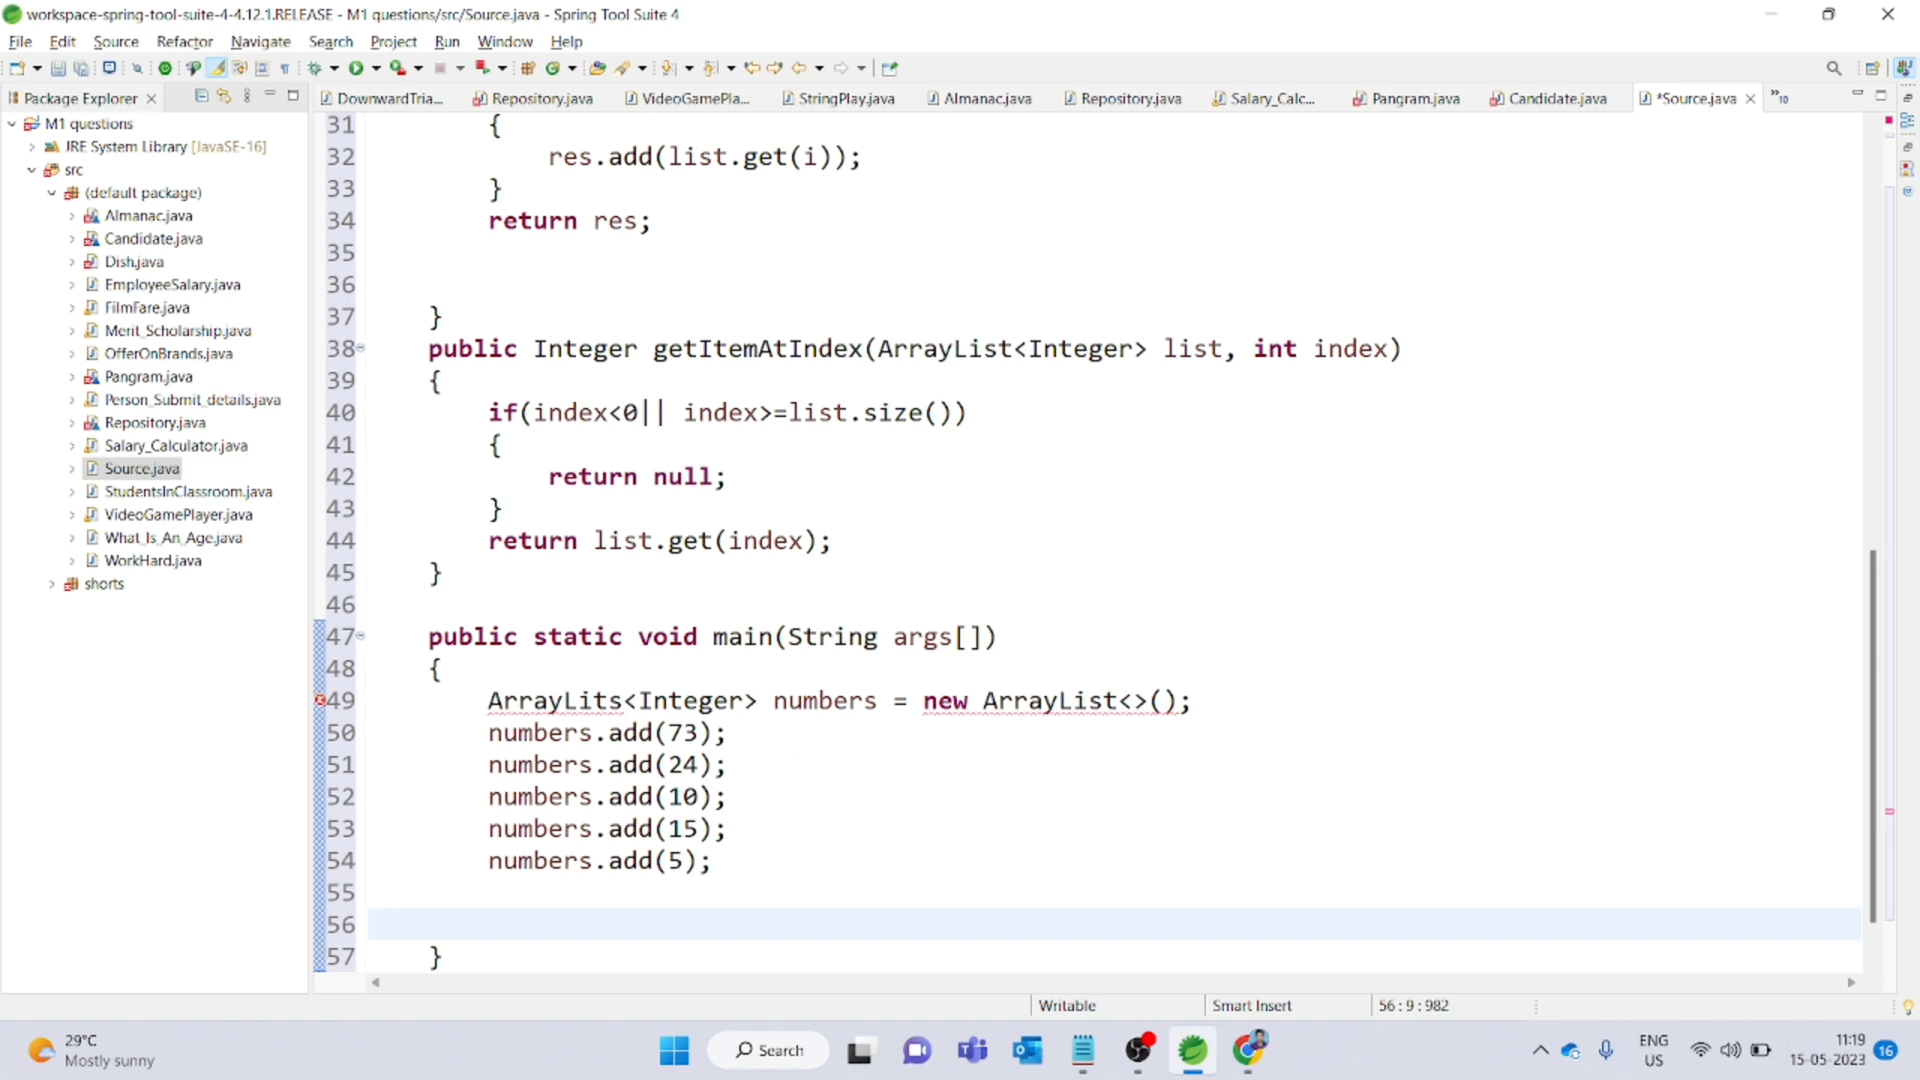 workspace-spring-tool-suite-4-4.12.1.RELEASE - M1 questions/src/Source.java - Spring Tool Suite 4
File Edit Source Refactor Navigate Search Project Run Window Help
Package Explorer
DownwardTria... Repository.java VideoGamePla... StringPlay.java Almanac.java Repository.java Salary_Calc... Pangram.java Candidate.java *Source.java »10
M1 questions
JRE System Library [JavaSE-16]
src
(default package)
Almanac.java
Candidate.java
Dish.java
EmployeeSalary.java
FilmFare.java
Merit_Scholarship.java
OfferOnBrands.java
Pangram.java
Person_Submit_details.java
Repository.java
Salary_Calculator.java
Source.java
StudentsInClassroom.java
VideoGamePlayer.java
What_Is_An_Age.java
WorkHard.java
shorts
31 {
32 res.add(list.get(i));
33 }
34 return res;
35
36
37 }
38 public Integer getItemAtIndex(ArrayList<Integer> list, int index)
39 {
40 if(index<0|| index>=list.size())
41 {
42 return null;
43 }
44 return list.get(index);
45 }
46
47 public static void main(String args[])
48 {
49 ArrayLits<Integer> numbers = new ArrayList<>();
50 numbers.add(73);
51 numbers.add(24);
52 numbers.add(10);
53 numbers.add(15);
54 numbers.add(5);
55
56
57 }
Writable Smart Insert 56 : 9 : 982
29°C
Mostly sunny
Search
ENG
US
11:19
15-05-2023
16